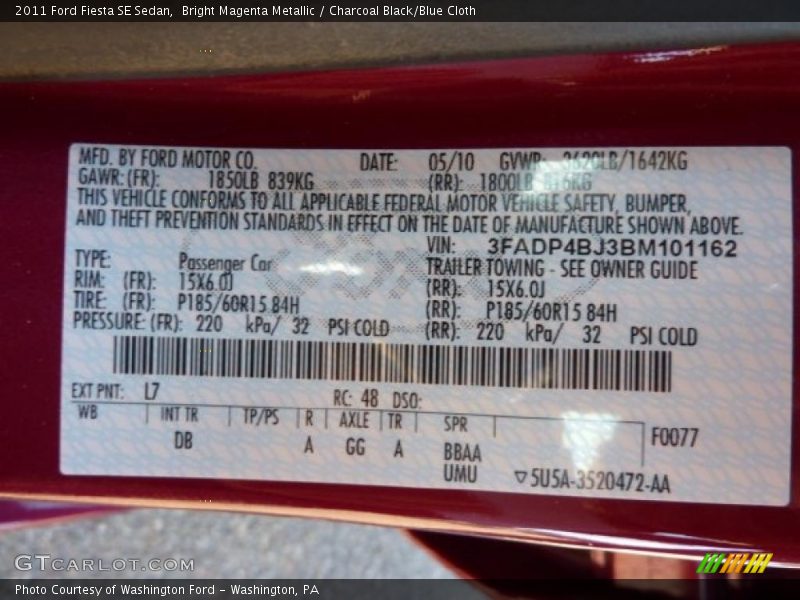 2011 Ford Fiesta SE Sedan, Bright Magenta Metallic / Charcoal Black/Blue Cloth
MFD. BY FORD MOTOR CO. DATE: 05/10 GVWR: 3620LB/1642KG
GAWR: (FR): 1850LB 839KG (RR): 1800LB 816KG
THIS VEHICLE CONFORMS TO ALL APPLICABLE FEDERAL MOTOR VEHICLE SAFETY, BUMPER,
AND THEFT PREVENTION STANDARDS IN EFFECT ON THE DATE OF MANUFACTURE SHOWN ABOVE.
VIN: 3FADP4BJ3BM101162
TYPE: Passenger Car TRAILER TOWING - SEE OWNER GUIDE
RIM: (FR): 15X6.0J (RR): 15X6.0J
TIRE: (FR): P185/60R15 84H (RR): P185/60R15 84H
PRESSURE: (FR): 220 kPa/ 32 PSI COLD (RR): 220 kPa/ 32 PSI COLD
EXT PNT: L7 RC: 48 DSO:
WB INT TR TP/PS R AXLE TR SPR F0077
DB A GG A BBAA
UMU ▽5U5A-3520472-AA
GTCARLOT.COM
Photo Courtesy of Washington Ford - Washington, PA